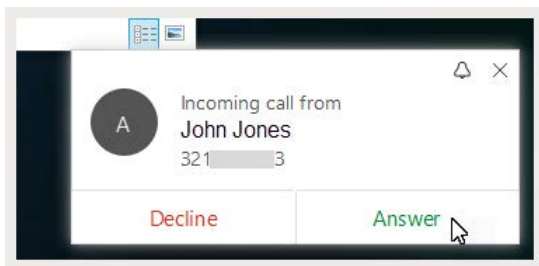 A
Incoming call from
John Jones
321 3
Decline Answer